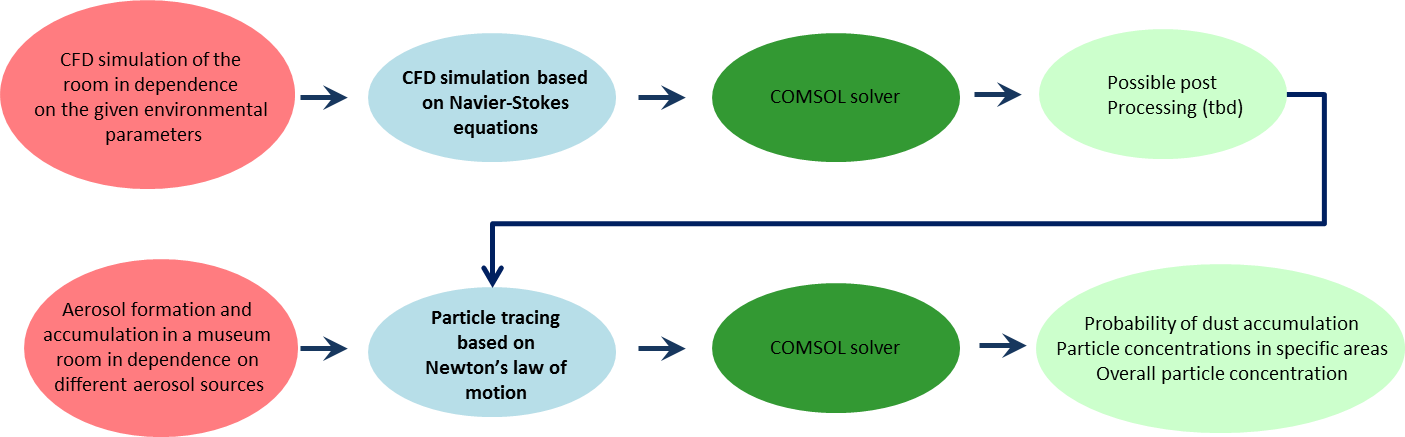 CFD simulation of the
room in dependence
on the given environmental
parameters
CFD simulation based
on Navier-Stokes
equations
COMSOL solver
Possible post
Processing (tbd)
Aerosol formation and
accumulation in a museum
room in dependence on
different aerosol sources
Particle tracing
based on
Newton’s law of
motion
COMSOL solver
Probability of dust accumulation
Particle concentrations in specific areas
Overall particle concentration